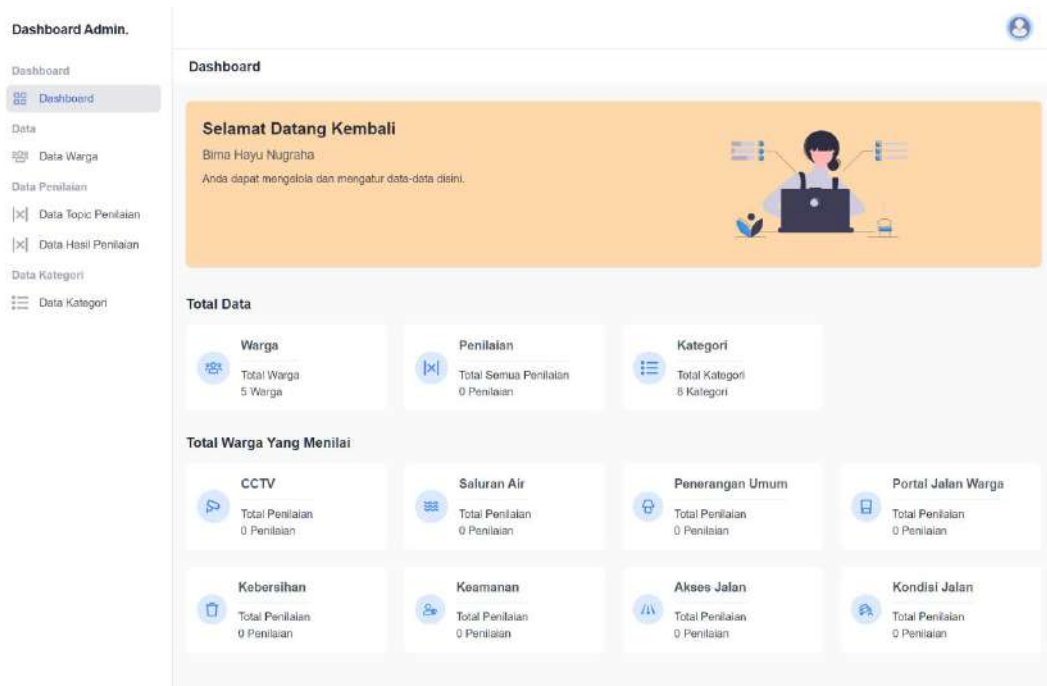 Dashboard Admin.
Dashboard
Dashboard
Data
Data Warga
Data Penilaian
Data Topic Penilaian
Data Hasil Penilaian
Data Kategori
Data Kategori
Dashboard
Selamat Datang Kembali
Bima Hayu Nugraha
Anda dapat mengelola dan mengatur data-data disini.
Total Data
Warga
Total Warga
5 Warga
Penilaian
Total Semua Penilaian
0 Penilaian
Kategori
Total Kategori
8 Kategori
Total Warga Yang Menilai
CCTV
Total Penilaian
0 Penilaian
Saluran Air
Total Penilaian
0 Penilaian
Penerangan Umum
Total Penilaian
0 Penilaian
Portal Jalan Warga
Total Penilaian
0 Penilaian
Kebersihan
Total Penilaian
0 Penilaian
Keamanan
Total Penilaian
0 Penilaian
Akses Jalan
Total Penilaian
0 Penilaian
Kondisi Jalan
Total Penilaian
0 Penilaian